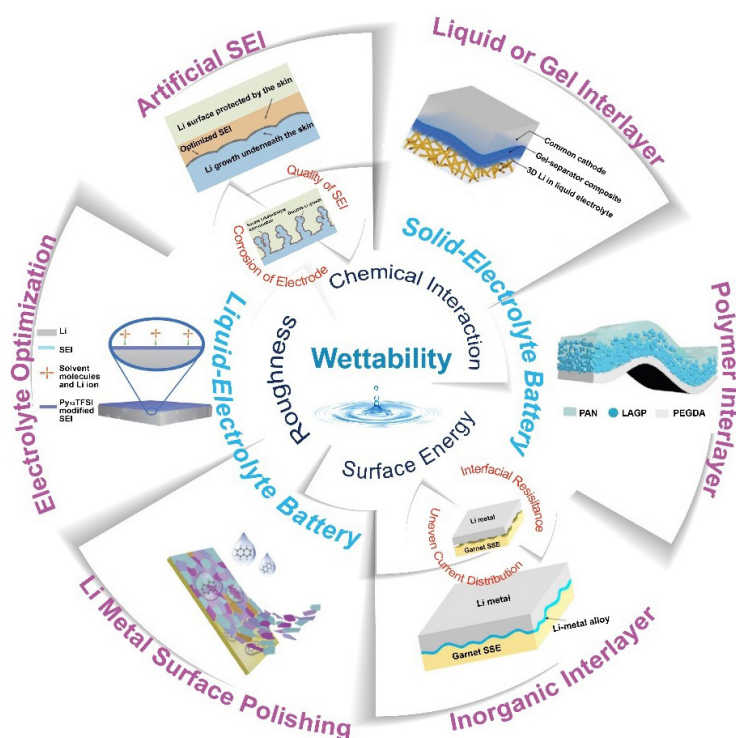 Artificial SEI
Li surface protected by the skin
Optimized SEI
Li growth underneath the skin
Quality of SEI
Corrosion of Electrode
Liquid or Gel Interlayer
Common cathode
Gel-separator composite
3D Li in liquid electrolyte
Solid-Electrolyte Battery
Chemical Interaction
Electrolyte Optimization
Li
SEI
Solvent
molecules
and Li ion
Py₁₃TFSI
modified
SEI
Liquid-Electrolyte Battery
Roughness
Wettability
Surface Energy
Polymer Interlayer
PAN
LAGP
PEGDA
Interfacial Resisitance
Li metal
Garnet SSE
Uneven Current Distribution
Li metal
Li-metal alloy
Garnet SSE
Inorganic Interlayer
Li Metal Surface Polishing